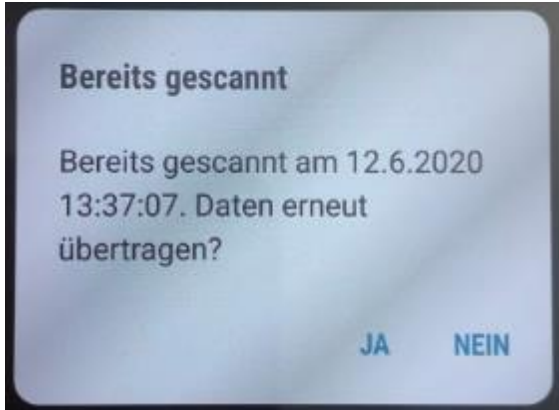 Bereits gescannt
Bereits gescannt am 12.6.2020
13:37:07. Daten erneut
übertragen?
JA NEIN